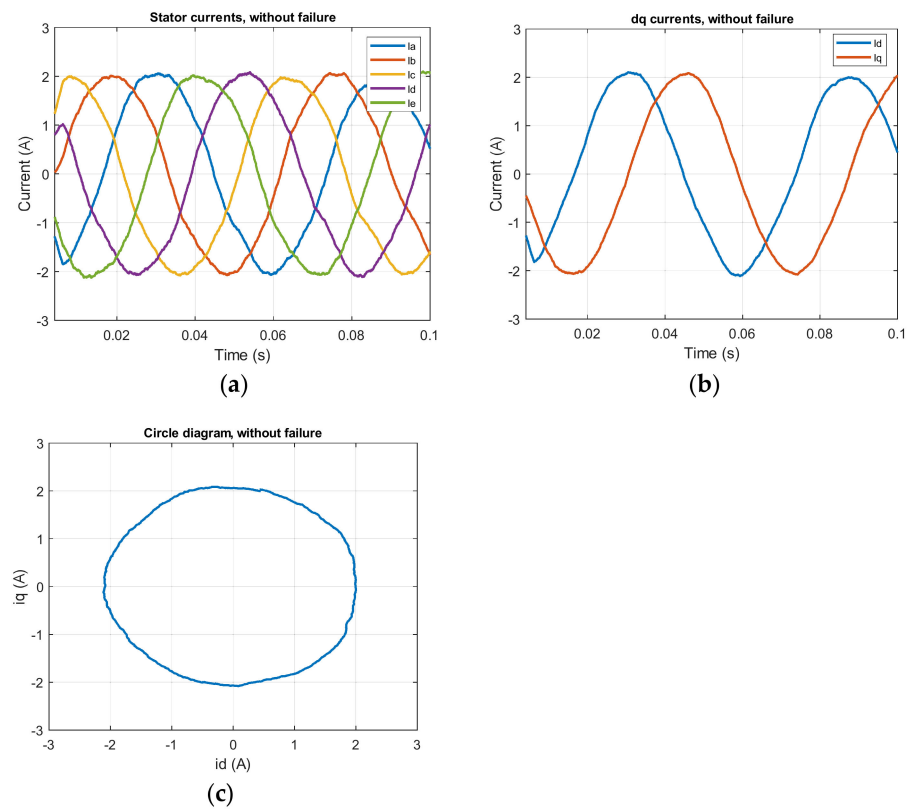 Stator currents, without failure
3
2
1
0
-1
-2
-3
Current (A)
0.02
0.04
0.06
0.08
0.1
Time (s)
Ia
Ib
Ic
Id
Ie
(a)
dq currents, without failure
3
2
1
0
-1
-2
-3
Current (A)
0.02
0.04
0.06
0.08
0.1
Time (s)
Id
Iq
(b)
Circle diagram, without failure
3
2
1
0
-1
-2
-3
iq (A)
-3
-2
-1
0
1
2
3
id (A)
(c)